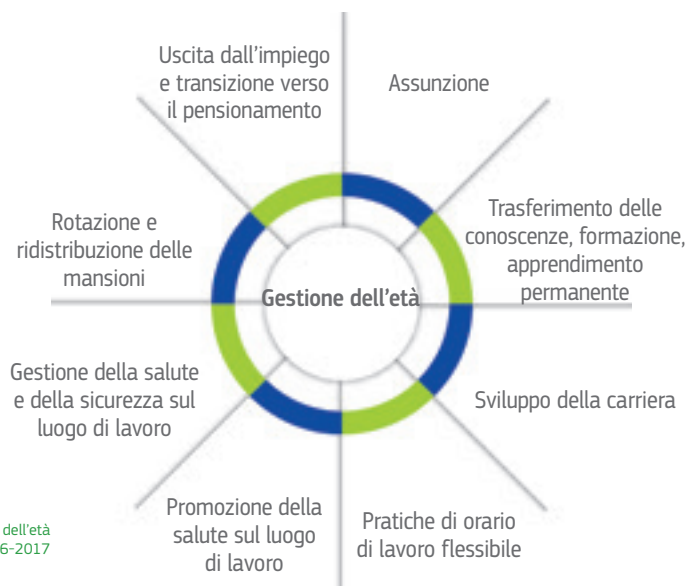 Uscita dall'impiego
e transizione verso
il pensionamento
Assunzione
Trasferimento delle
conoscenze, formazione,
apprendimento
permanente
Rotazione e
ridistribuzione delle
mansioni
Gestione dell'età
Gestione della salute
e della sicurezza sul
luogo di lavoro
Sviluppo della carriera
Promozione della
salute sul luogo
di lavoro
Pratiche di orario
di lavoro flessibile
dell'età
6-2017